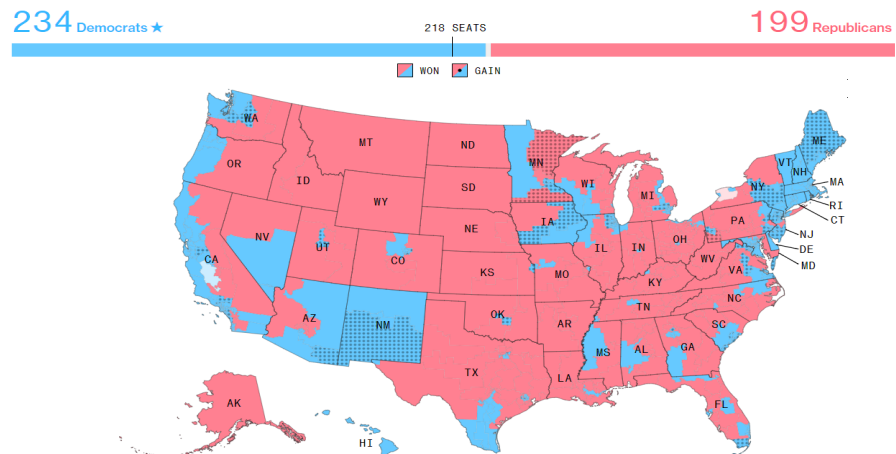 234 Democrats ★
218 SEATS
199 Republicans
WON GAIN
WA
MT
ND
MN
ME
VT
NH
OR
ID
SD
WI
MI
NY
MA
RI
CT
WY
IA
PA
NJ
NE
NV
UT
CO
IL
IN
OH
DE
MD
CA
KS
MO
WV
VA
KY
NC
AZ
NM
OK
TN
AR
SC
MS
AL
GA
TX
LA
AK
FL
HI